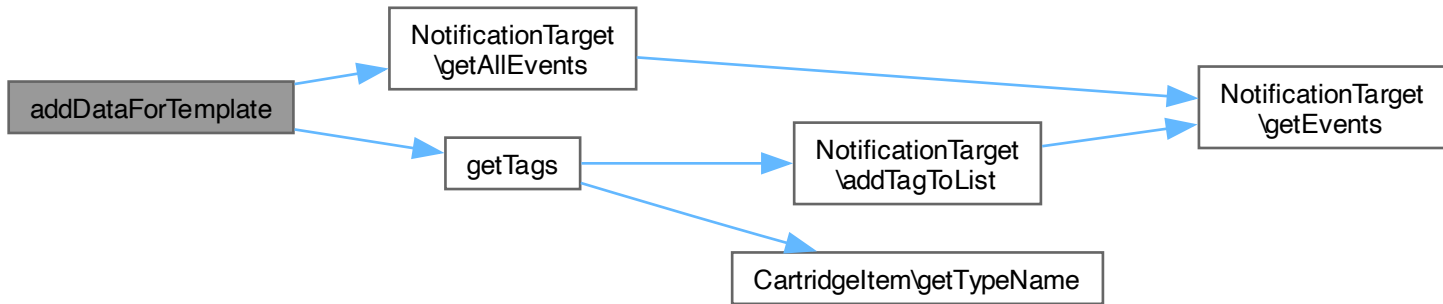 addDataForTemplate
NotificationTarget
\getAllEvents
getTags
NotificationTarget
\addTagToList
CartridgeItem\getTypeName
NotificationTarget
\getEvents